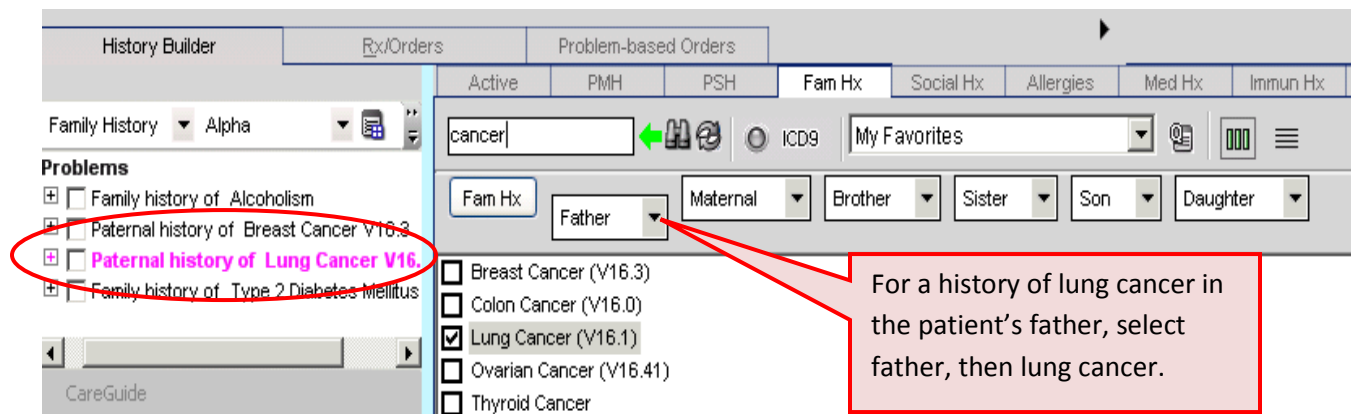 History Builder Rx/Orders Problem-based Orders
Active PMH PSH Fam Hx Social Hx Allergies Med Hx Immun Hx
Family History Alpha
cancer ICD9 My Favorites
Problems
Family history of Alcoholism
Paternal history of Breast Cancer V16.3
Paternal history of Lung Cancer V16.
Family history of Type 2 Diabetes Mellitus
CareGuide
Fam Hx Father Maternal Brother Sister Son Daughter
Breast Cancer (V16.3)
Colon Cancer (V16.0)
Lung Cancer (V16.1)
Ovarian Cancer (V16.41)
Thyroid Cancer
For a history of lung cancer in
the patient’s father, select
father, then lung cancer.